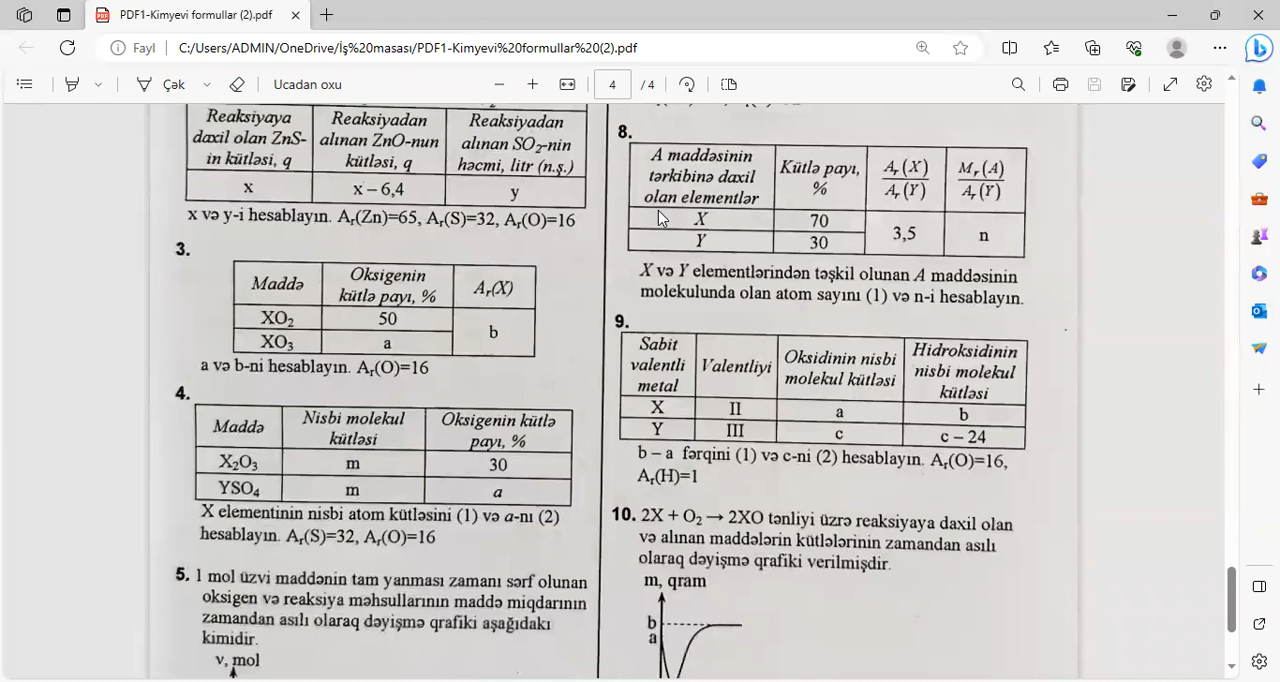 PDF1-Kimyevi formullar (2).pdf
Fayl
C:/Users/ADMIN/OneDrive/İş%20masası/PDF1-Kimyevi%20formullar%20(2).pdf
Çək
Ucadan oxu
4
/ 4
Reaksiyaya Reaksiyadan Reaksiyadan
daxil olan ZnS- alınan ZnO-nun alınan SO₂-nin
in kütləsi, q kütləsi, q həcmi, litr (n.ş.)
x x – 6,4 y
x və y-i hesablayın. Aᵣ(Zn)=65, Aᵣ(S)=32, Aᵣ(O)=16
3.
Maddə Oksigenin kütlə payı, % Aᵣ(X)
XO₂ 50 b
XO₃ a
a və b-ni hesablayın. Aᵣ(O)=16
4.
Maddə Nisbi molekul kütləsi Oksigenin kütlə payı, %
X₂O₃ m 30
YSO₄ m a
X elementinin nisbi atom kütləsini (1) və a-nı (2)
hesablayın. Aᵣ(S)=32, Aᵣ(O)=16
5. 1 mol üzvi maddənin tam yanması zamanı sərf olunan
oksigen və reaksiya məhsullarının maddə miqdarının
zamandan asılı olaraq dəyişmə qrafiki aşağıdakı
kimidir.
ν, mol
8.
A maddəsinin tərkibinə daxil olan elementlər Kütlə payı, % Aᵣ(X)/Aᵣ(Y) Mᵣ(A)/Aᵣ(Y)
X 70 3,5 n
Y 30
X və Y elementlərindən təşkil olunan A maddəsinin
molekulunda olan atom sayını (1) və n-i hesablayın.
9.
Sabit valentli metal Valentliyi Oksidinin nisbi molekul kütləsi Hidroksidinin nisbi molekul kütləsi
X II a b
Y III c c – 24
b – a fərqini (1) və c-ni (2) hesablayın. Aᵣ(O)=16,
Aᵣ(H)=1
10. 2X + O₂ → 2XO tənliyi üzrə reaksiyaya daxil olan
və alınan maddələrin kütlələrinin zamandan asılı
olaraq dəyişmə qrafiki verilmişdir.
m, qram
b
a